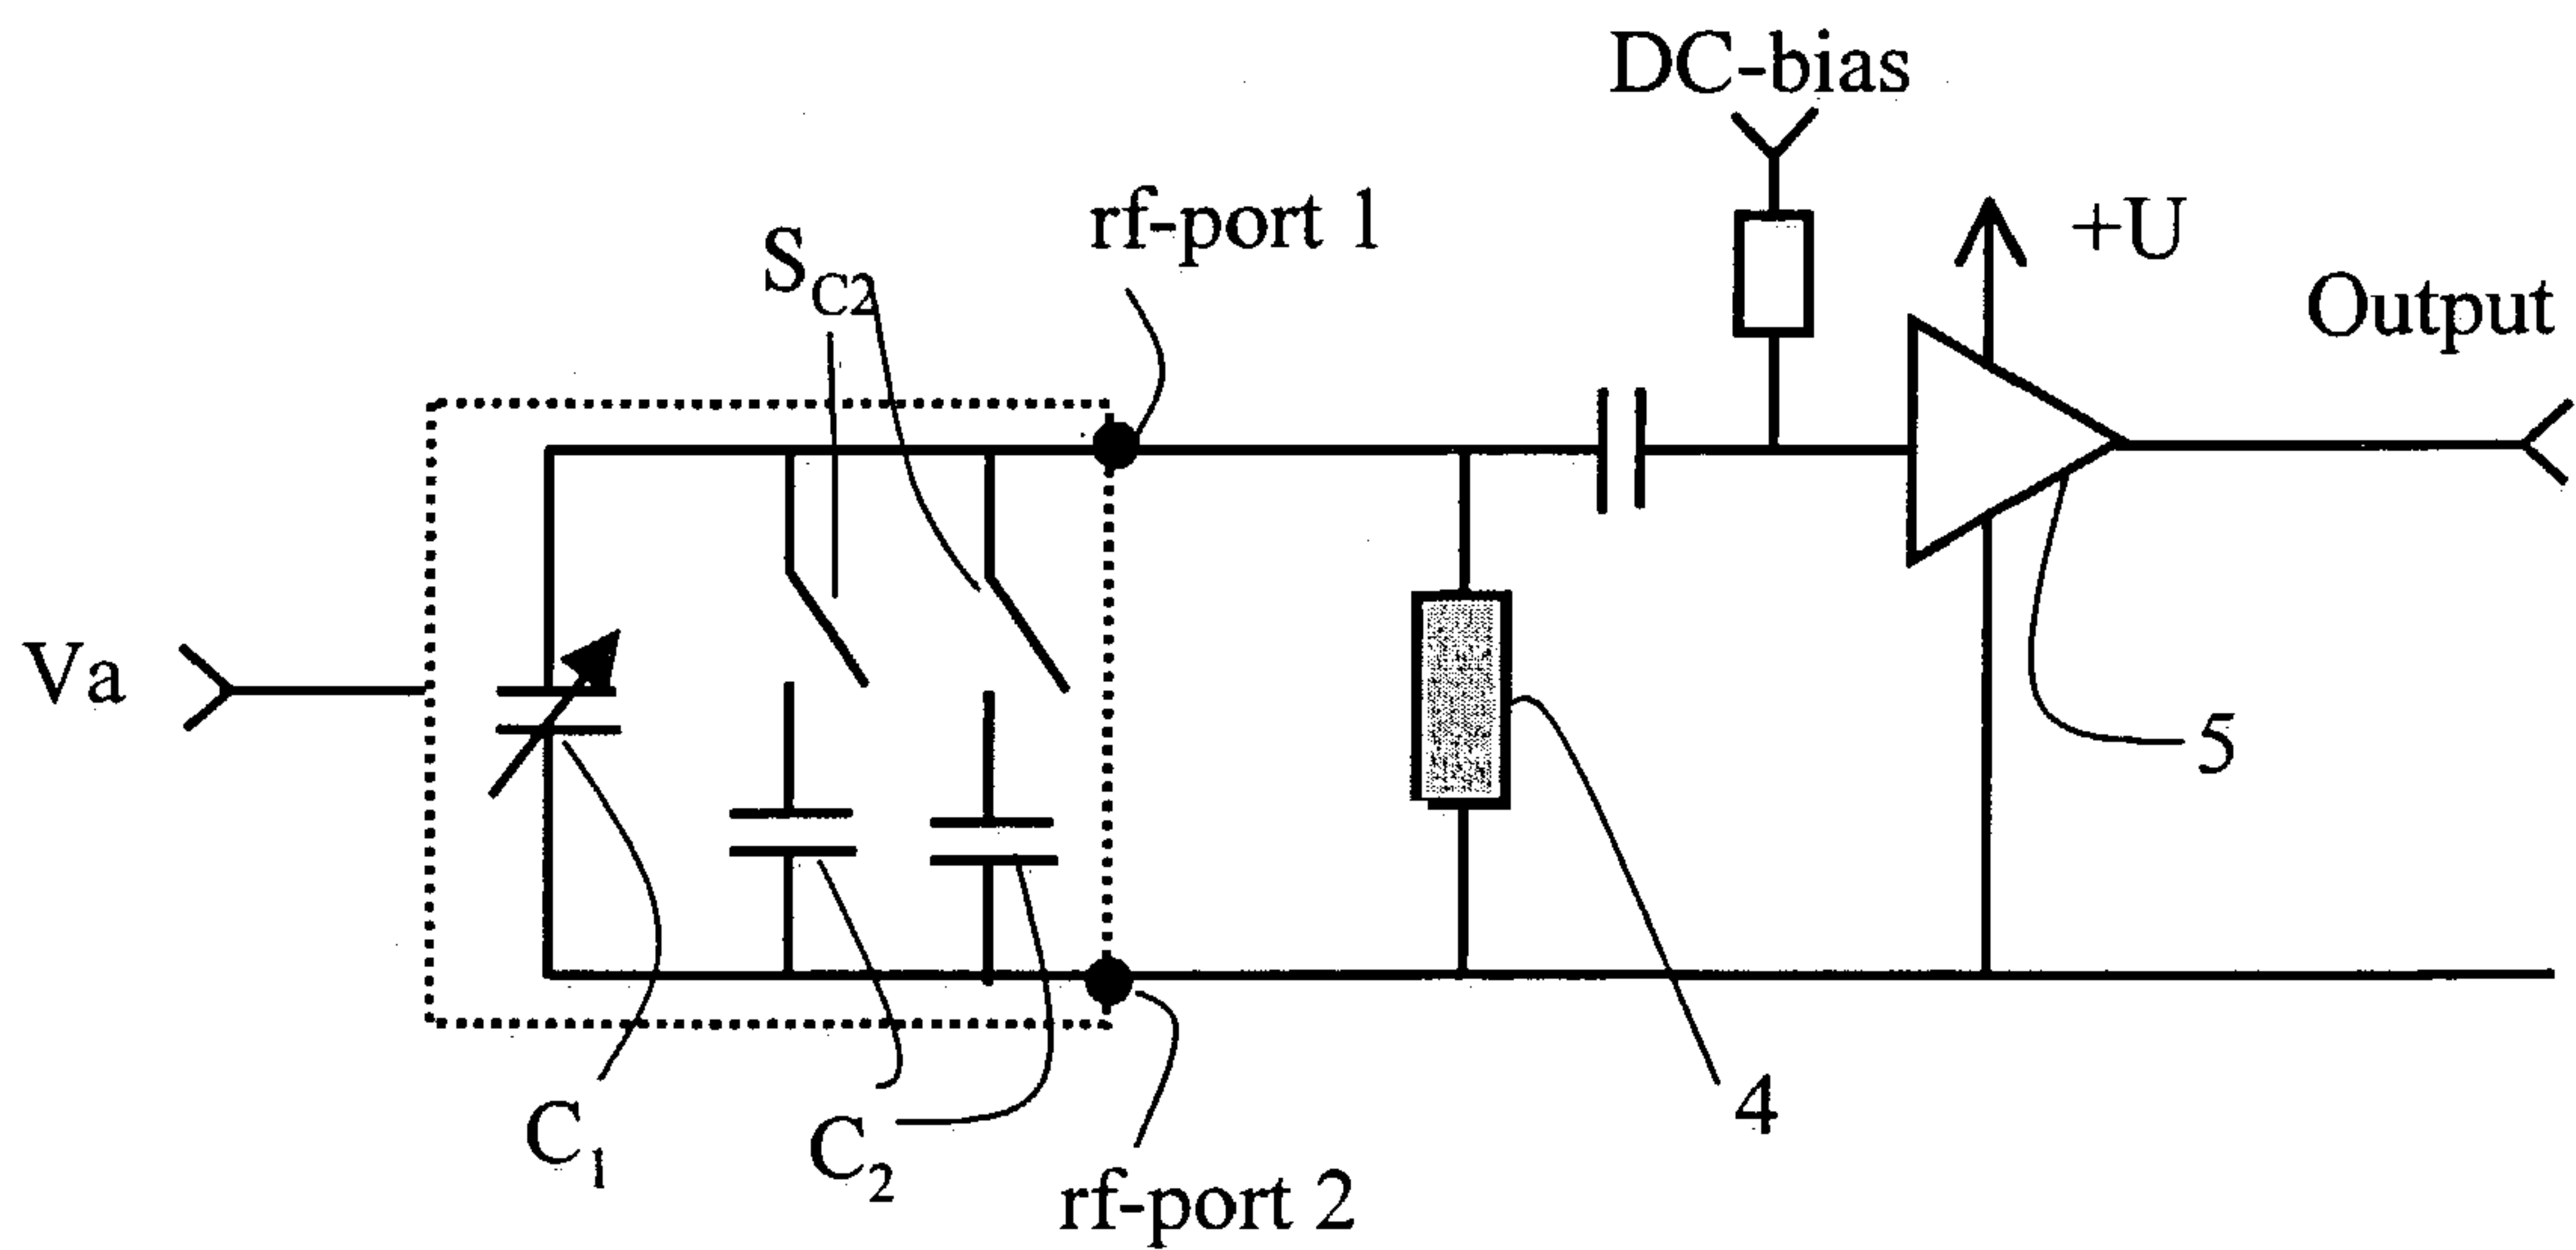 DC-bias
rf-port 1
+U
S_C2
Output
Va
5
4
C_1
C_2
rf-port 2